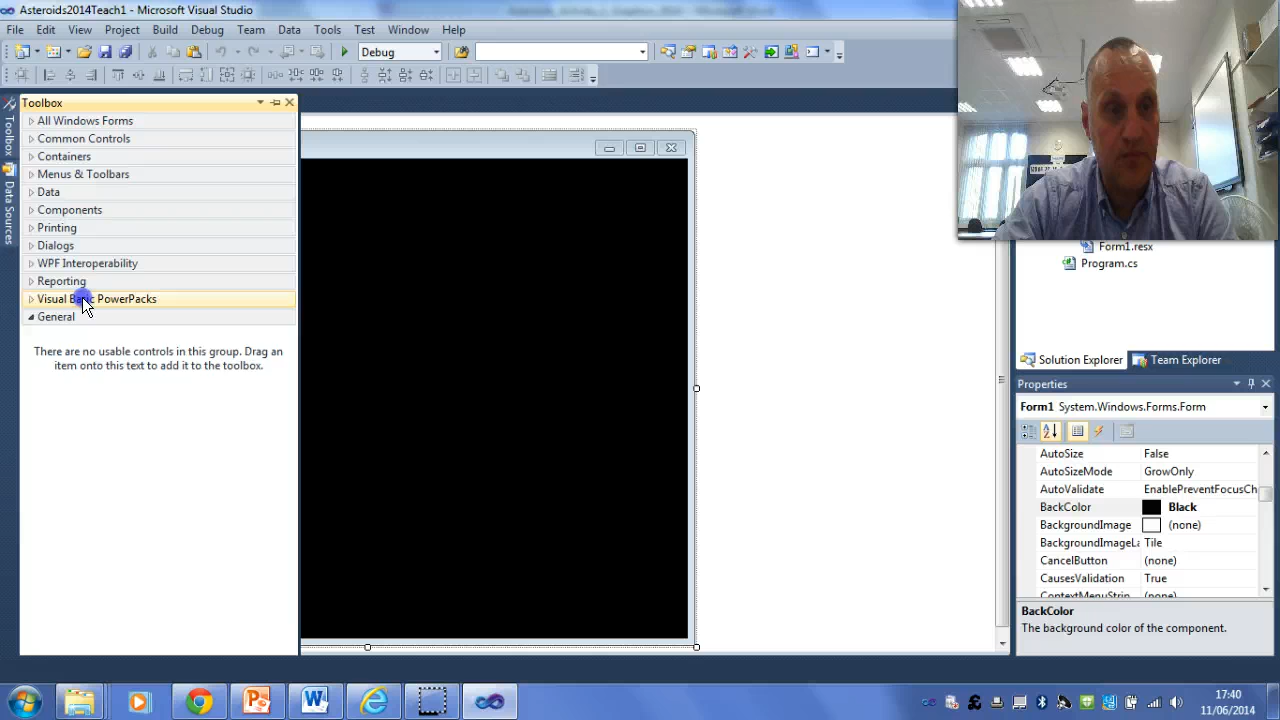 Asteroids2014Teach1 - Microsoft Visual Studio
File Edit View Project Build Debug Team Data Tools Test Window Help
Debug
Toolbox
All Windows Forms
Common Controls
Containers
Menus & Toolbars
Data
Components
Printing
Dialogs
WPF Interoperability
Reporting
Visual Basic PowerPacks
General
There are no usable controls in this group. Drag an
item onto this text to add it to the toolbox.
Toolbox
Data Sources
Form1.resx
Program.cs
Solution Explorer Team Explorer
Properties
Form1 System.Windows.Forms.Form
AutoSize False
AutoSizeMode GrowOnly
AutoValidate EnablePreventFocusCh
BackColor Black
BackgroundImage (none)
BackgroundImageLa Tile
CancelButton (none)
CausesValidation True
ContextMenuStrip (none)
BackColor
The background color of the component.
17:40
11/06/2014